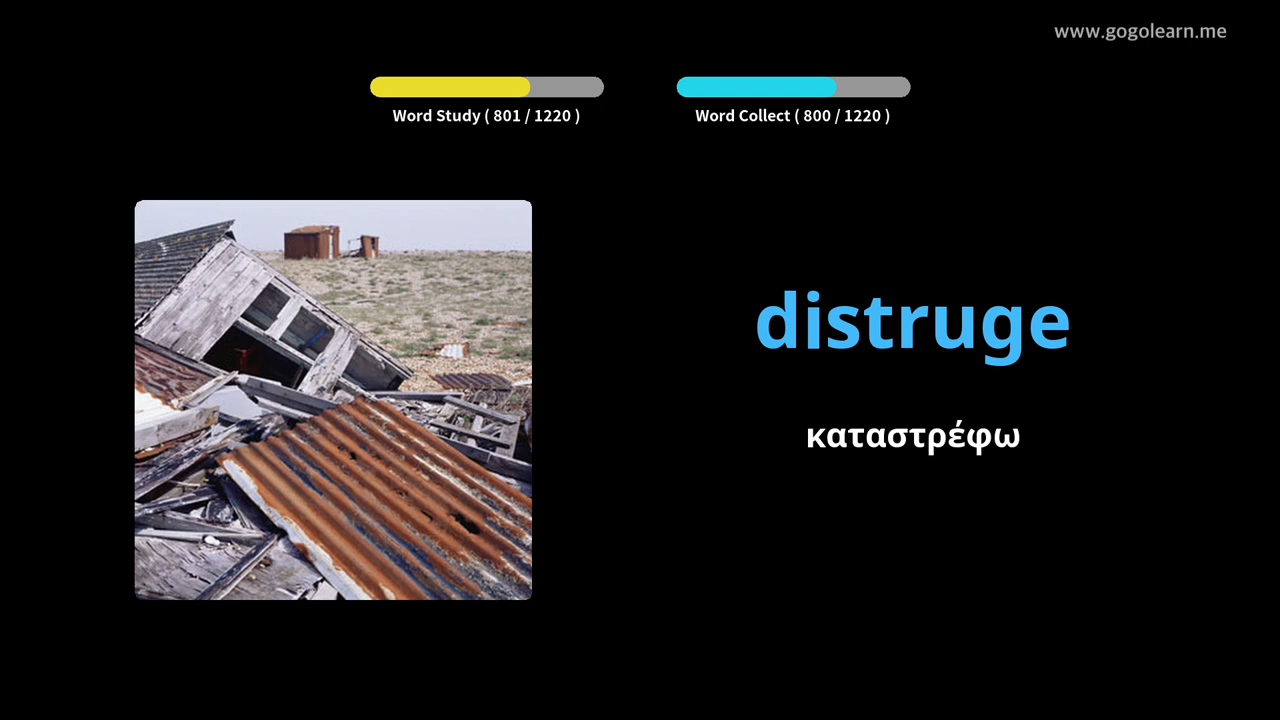 www.gogolearn.me
Word Study ( 801 / 1220 )
Word Collect ( 800 / 1220 )
distruge
καταστρέφω